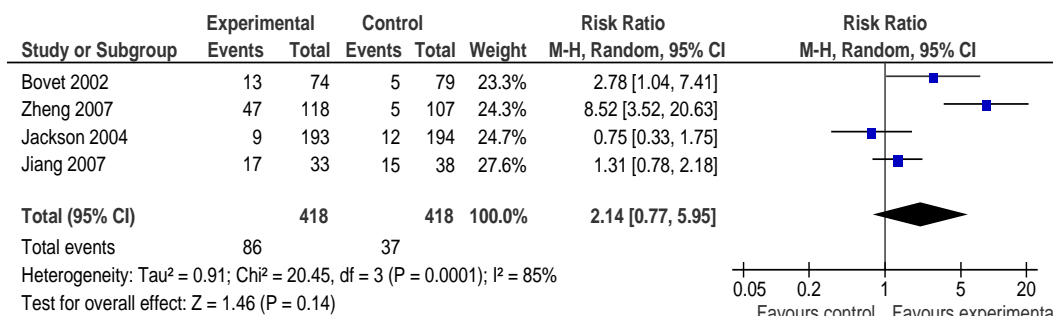 Experimental Control Risk Ratio Risk Ratio
Study or Subgroup Events Total Events Total Weight M-H, Random, 95% CI M-H, Random, 95% CI
Bovet 2002 13 74 5 79 23.3% 2.78 [1.04, 7.41]
Zheng 2007 47 118 5 107 24.3% 8.52 [3.52, 20.63]
Jackson 2004 9 193 12 194 24.7% 0.75 [0.33, 1.75]
Jiang 2007 17 33 15 38 27.6% 1.31 [0.78, 2.18]
Total (95% CI) 418 418 100.0% 2.14 [0.77, 5.95]
Total events 86 37
Heterogeneity: Tau² = 0.91; Chi² = 20.45, df = 3 (P = 0.0001); I² = 85%
Test for overall effect: Z = 1.46 (P = 0.14)
0.05 0.2 1 5 20
Favours control Favours experimenta